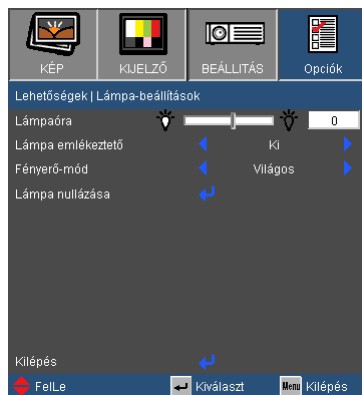 KÉP KIJELZŐ BEÁLLITÁS Opciók
Lehetőségek | Lámpa-beállítások
Lámpaóra 0
Lámpa emlékeztető Ki
Fényerő-mód Világos
Lámpa nullázása
Kilépés
FelLe Kiválaszt Menu Kilépés